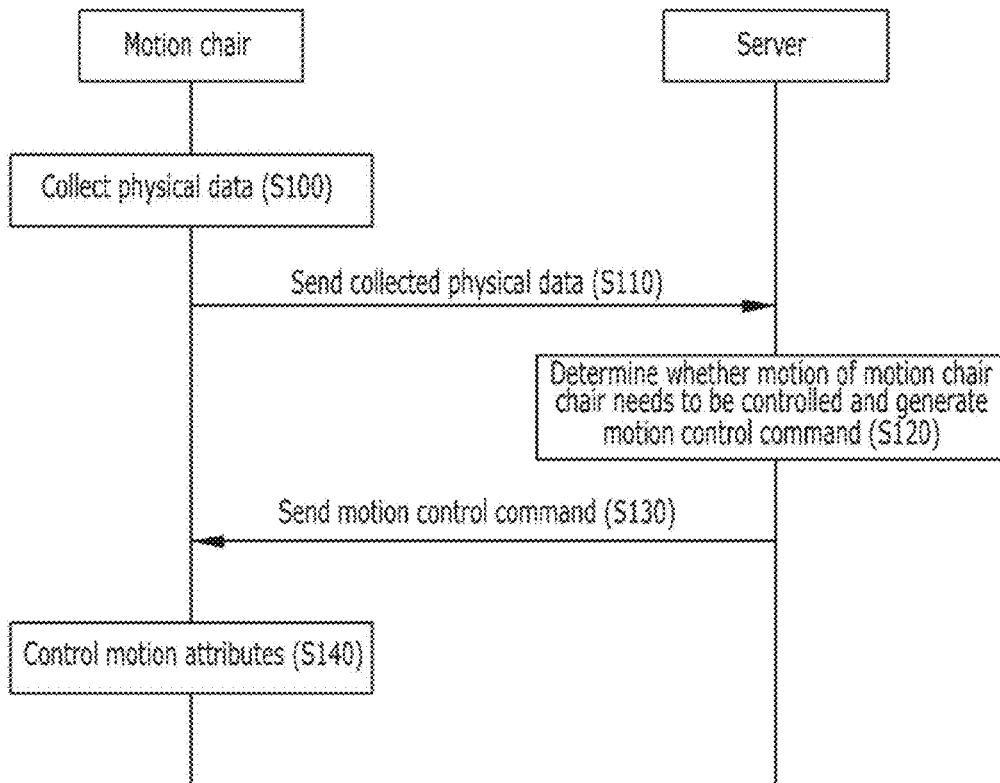 Motion chair
Server
Collect physical data (S100)
Send collected physical data (S110)
Determine whether motion of motion chair
chair needs to be controlled and generate
motion control command (S120)
Send motion control command (S130)
Control motion attributes (S140)